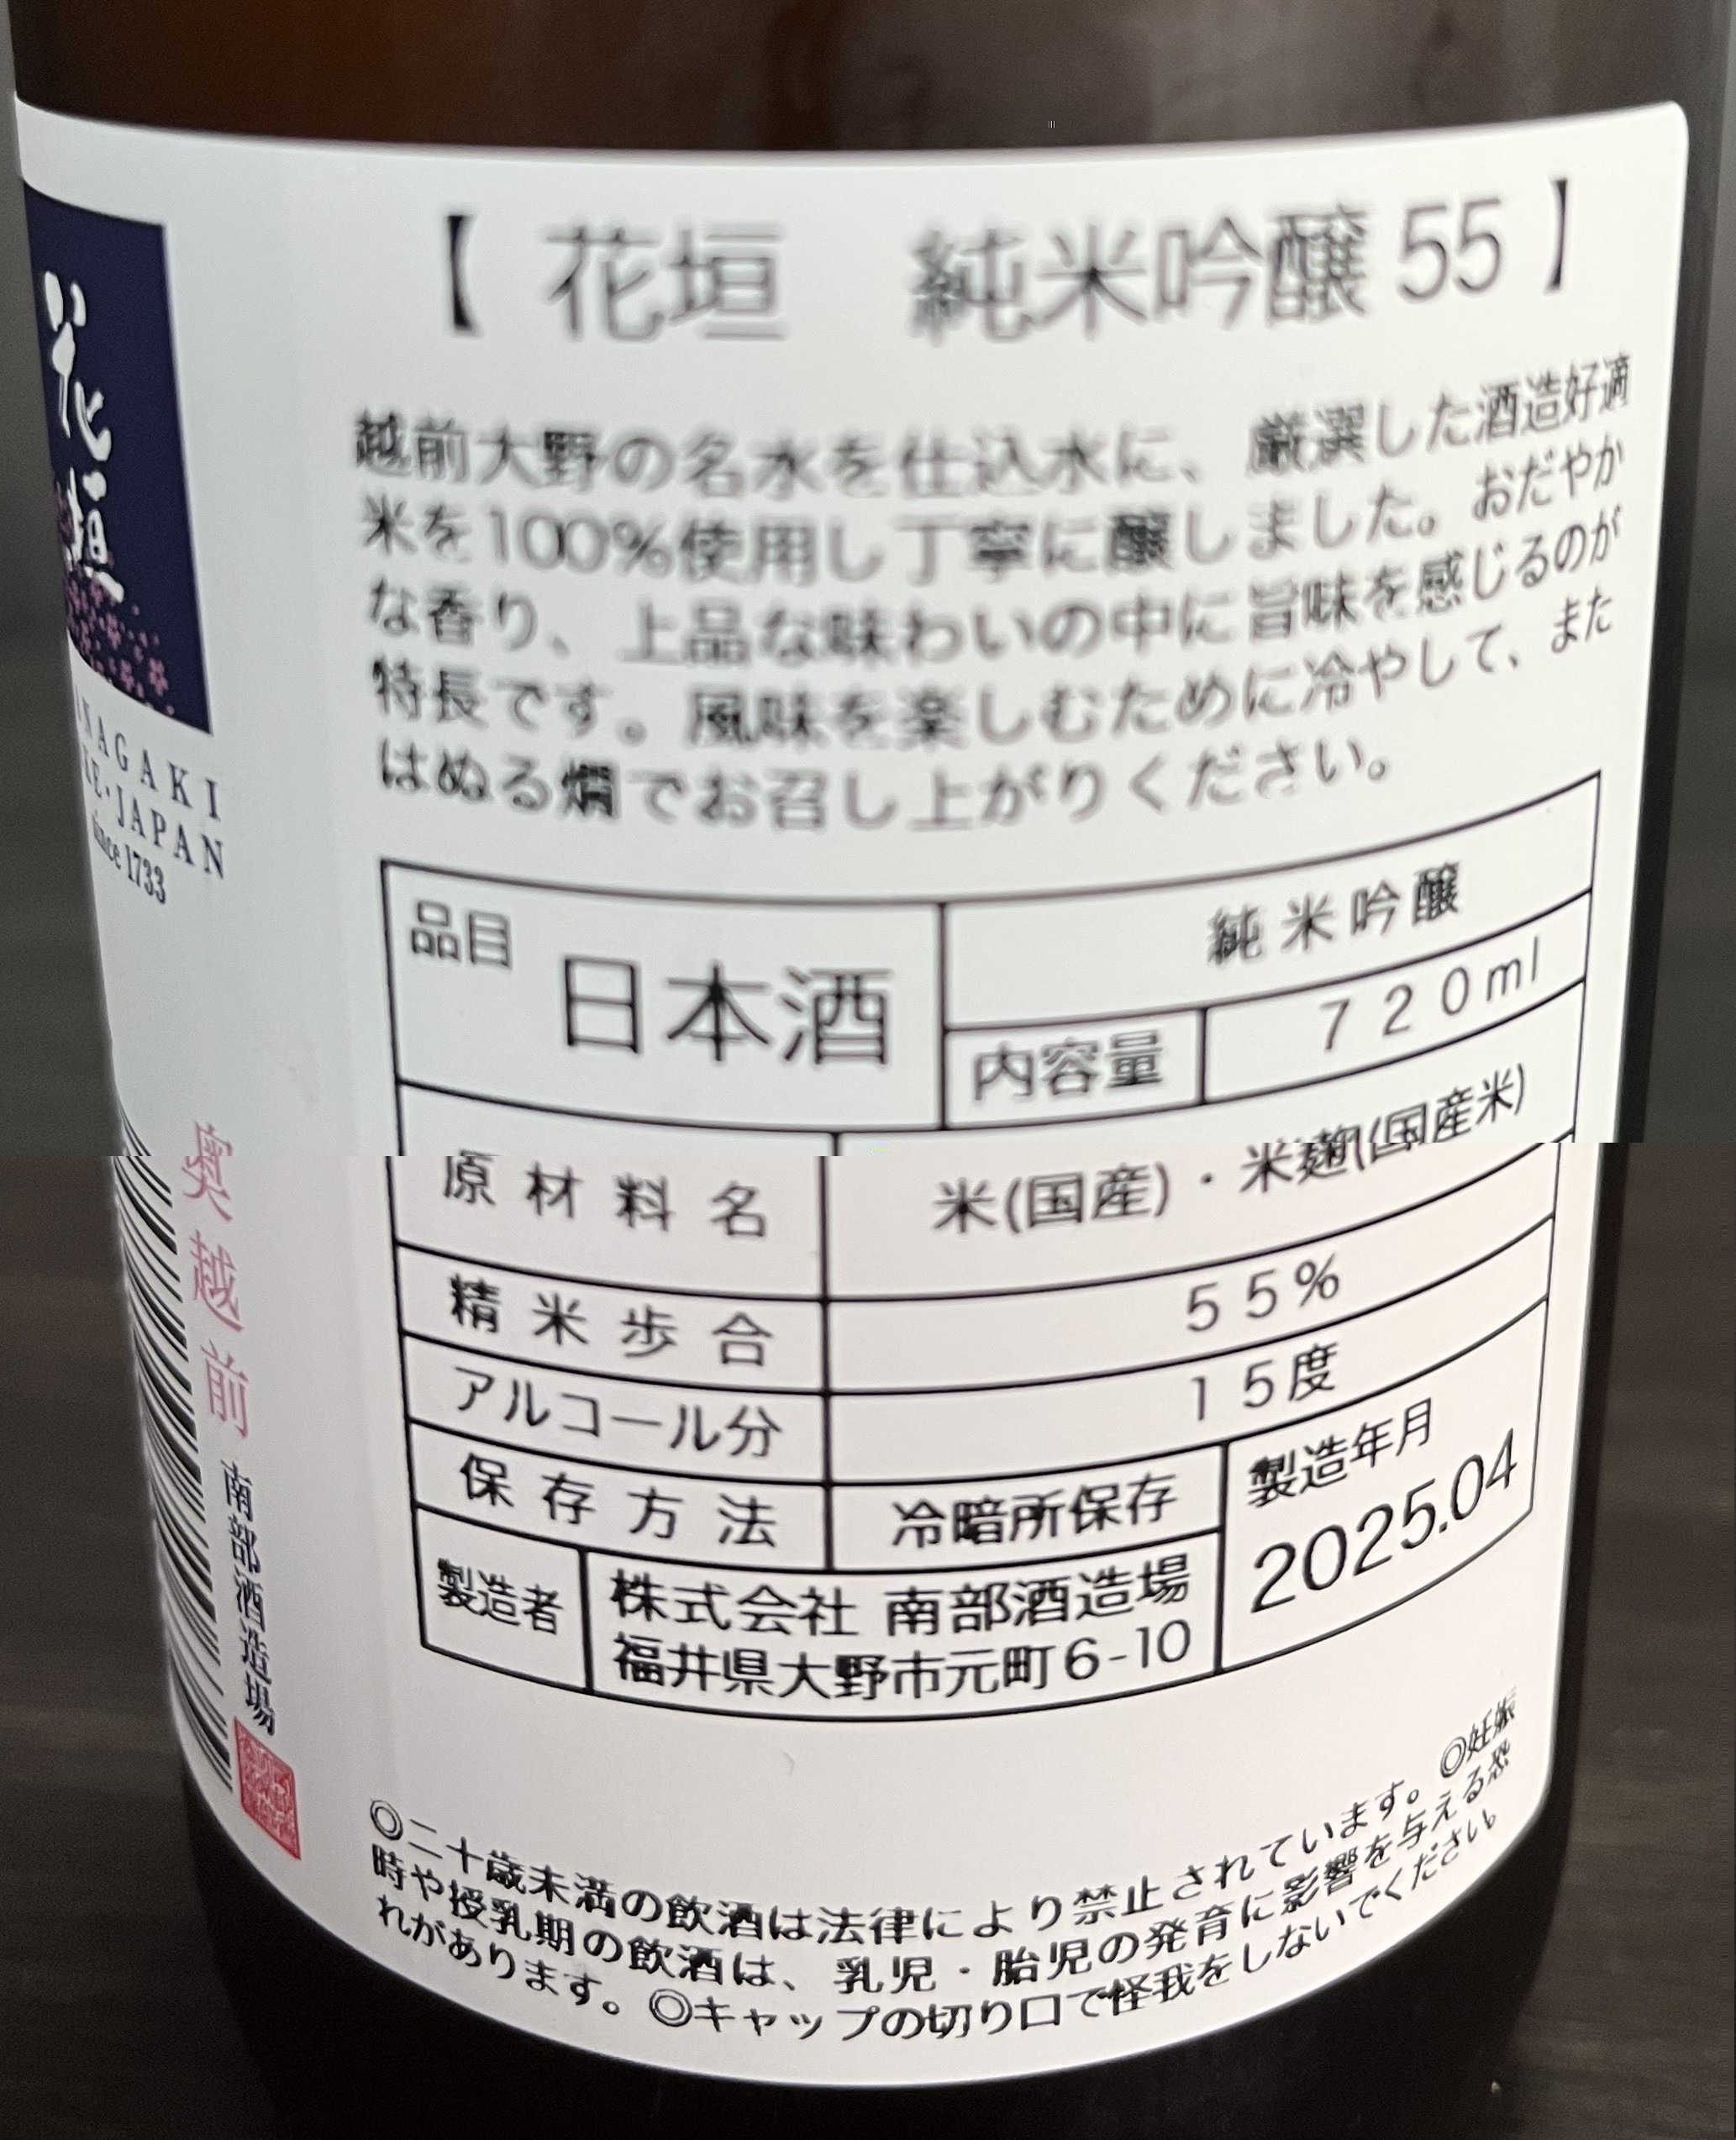 【花垣　純米吟醸55】
越前大野の名水を仕込水に、厳選した酒造好適
米を100%使用し丁寧に醸しました。おだやか
な香り、上品な味わいの中に旨味を感じるのが
特長です。風味を楽しむために冷やして、また
はぬる燗でお召し上がりください。
品目 日本酒
純米吟醸
内容量 720ml
原材料名 米(国産)・米麹(国産米)
精米歩合 55%
アルコール分 15度
保存方法 冷暗所保存
製造年月
2025.04
製造者
株式会社 南部酒造場
福井県大野市元町6-10
◎二十歳未満の飲酒は法律により禁止されています。◎妊娠
時や授乳期の飲酒は、乳児・胎児の発育に影響を与える恐
れがあります。◎キャップの切り口で怪我をしないでください。
花垣
NAGAKI
KE・JAPAN
since 1733
奥越前
南部酒造場